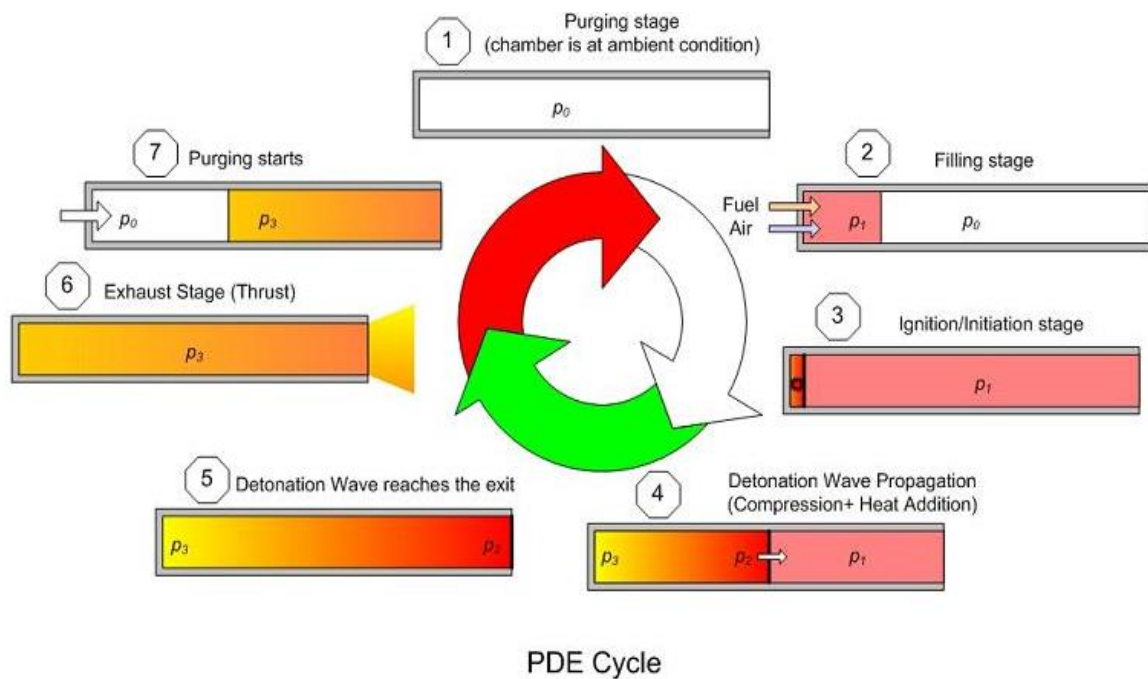 1
Purging stage
(chamber is at ambient condition)
p₀
2
Filling stage
Fuel
Air
p₁
p₀
3
Ignition/Initiation stage
p₁
4
Detonation Wave Propagation
(Compression+ Heat Addition)
p₃
p₂
p₁
5
Detonation Wave reaches the exit
p₃
p₂
6
Exhaust Stage (Thrust)
p₃
7
Purging starts
p₀
p₃
PDE Cycle